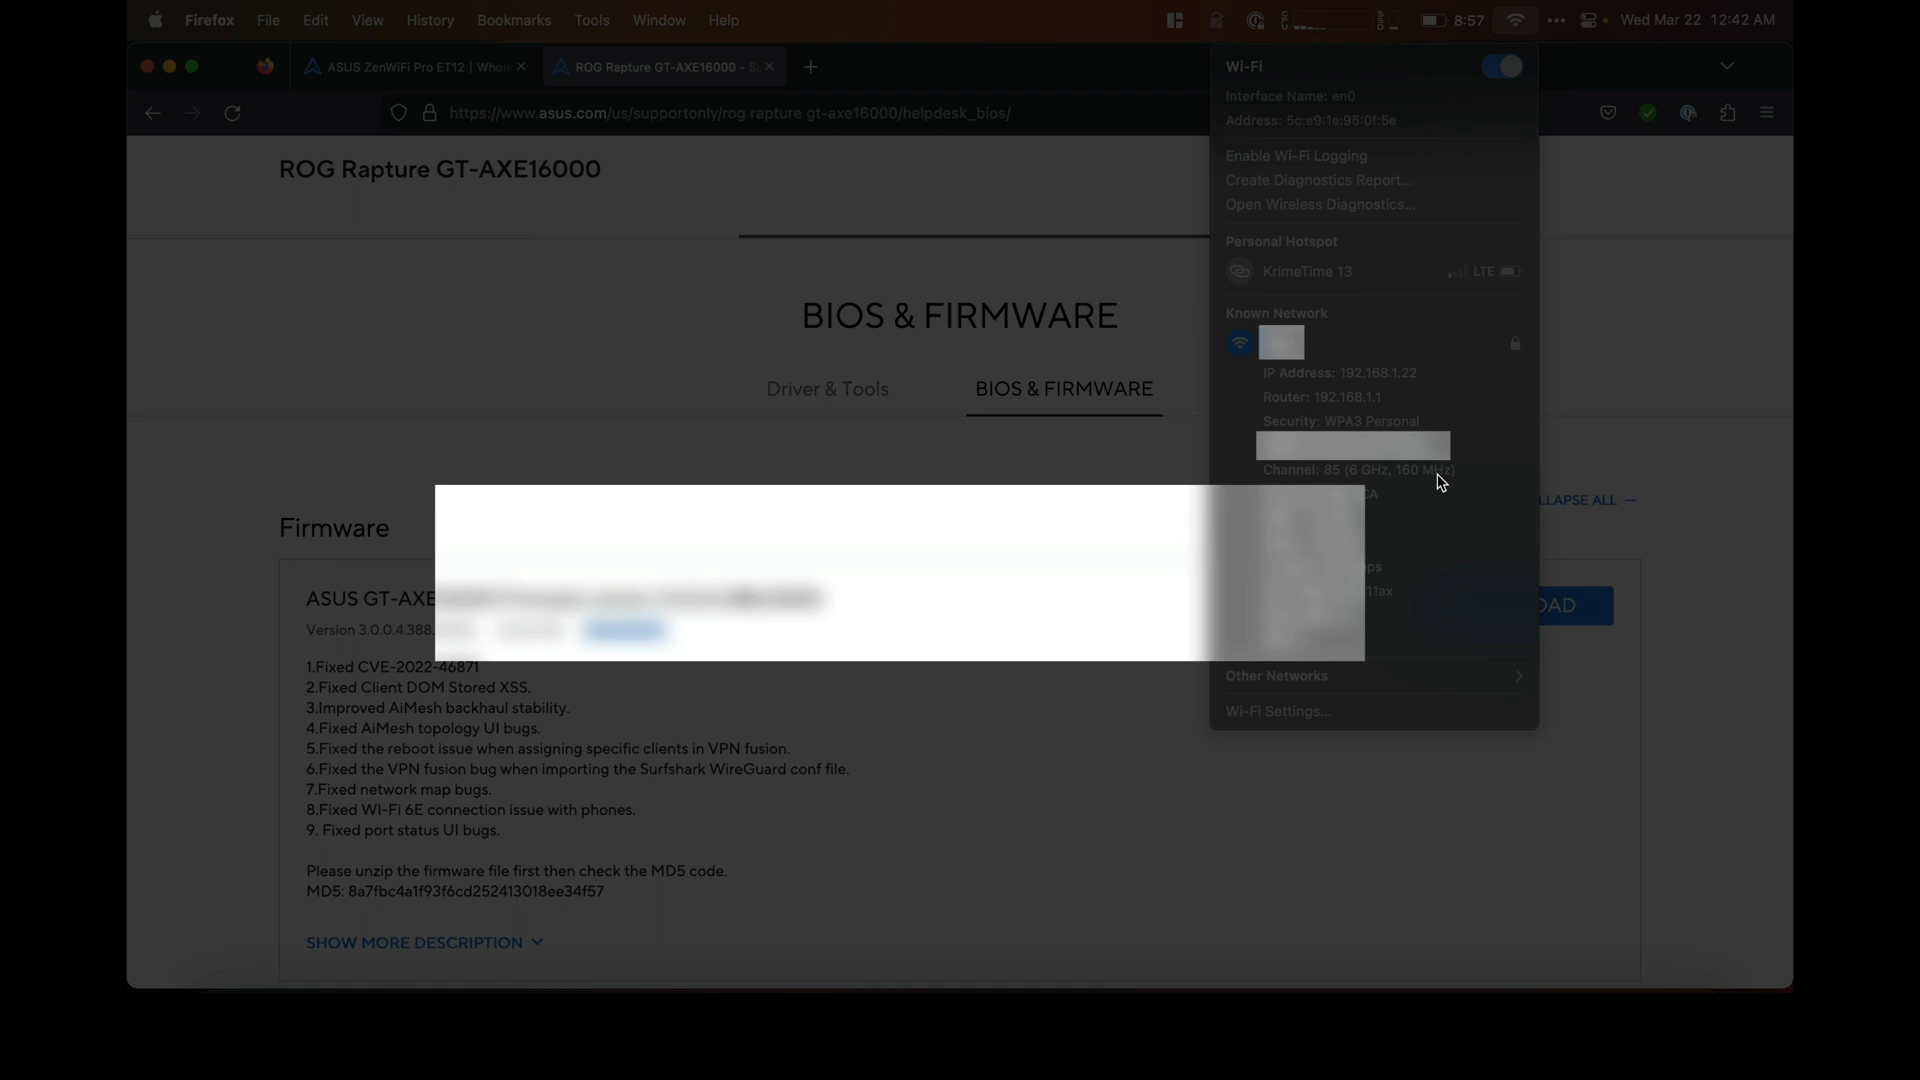 Firefox File Edit View History Bookmarks Tools Window Help 8:57 Wed Mar 22 12:42 AM
ASUS ZenWiFi Pro ET12 | Whole
ROG Rapture GT-AXE16000 - Su
https://www.asus.com/us/supportonly/rog rapture gt-axe16000/helpdesk_bios/
ROG Rapture GT-AXE16000
BIOS & FIRMWARE
Driver & Tools BIOS & FIRMWARE
LLAPSE ALL
Firmware
ASUS GT-AXE
Version 3.0.0.4.388.
OAD
1.Fixed CVE-2022-46871
2.Fixed Client DOM Stored XSS.
3.Improved AiMesh backhaul stability.
4.Fixed AiMesh topology UI bugs.
5.Fixed the reboot issue when assigning specific clients in VPN fusion.
6.Fixed the VPN fusion bug when importing the Surfshark WireGuard conf file.
7.Fixed network map bugs.
8.Fixed WI-Fi 6E connection issue with phones.
9. Fixed port status UI bugs.
Please unzip the firmware file first then check the MD5 code.
MD5: 8a7fbc4a1f93f6cd252413018ee34f57
SHOW MORE DESCRIPTION
Wi-Fi
Interface Name: en0
Address: 5c:e9:1e:95:0f:5e
Enable Wi-Fi Logging
Create Diagnostics Report...
Open Wireless Diagnostics...
Personal Hotspot
KrimeTime 13 LTE
Known Network
IP Address: 192.168.1.22
Router: 192.168.1.1
Security: WPA3 Personal
Channel: 85 (6 GHz, 160 MHz)
CA
ops
11ax
Other Networks
Wi-Fi Settings...